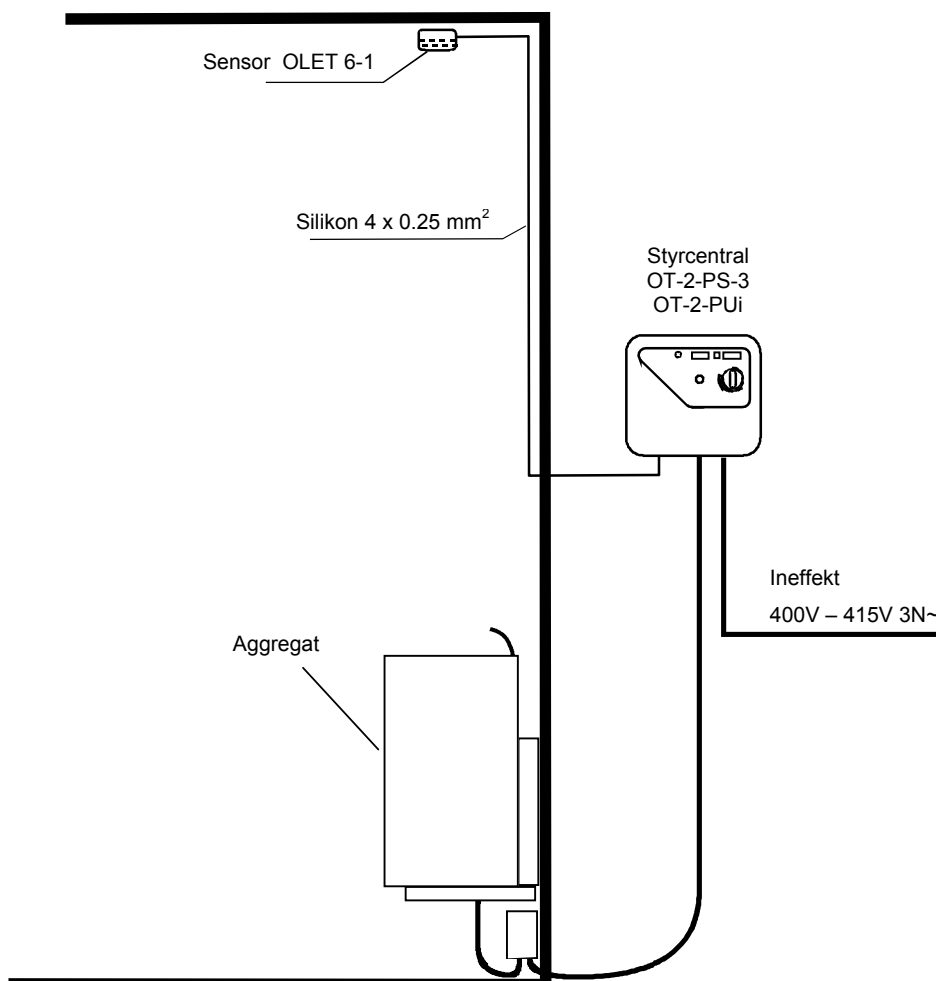 Sensor OLET 6-1
Silikon 4 x 0.25 mm²
Styrcentral
OT-2-PS-3
OT-2-PUi
Ineffekt
400V – 415V 3N~
Aggregat